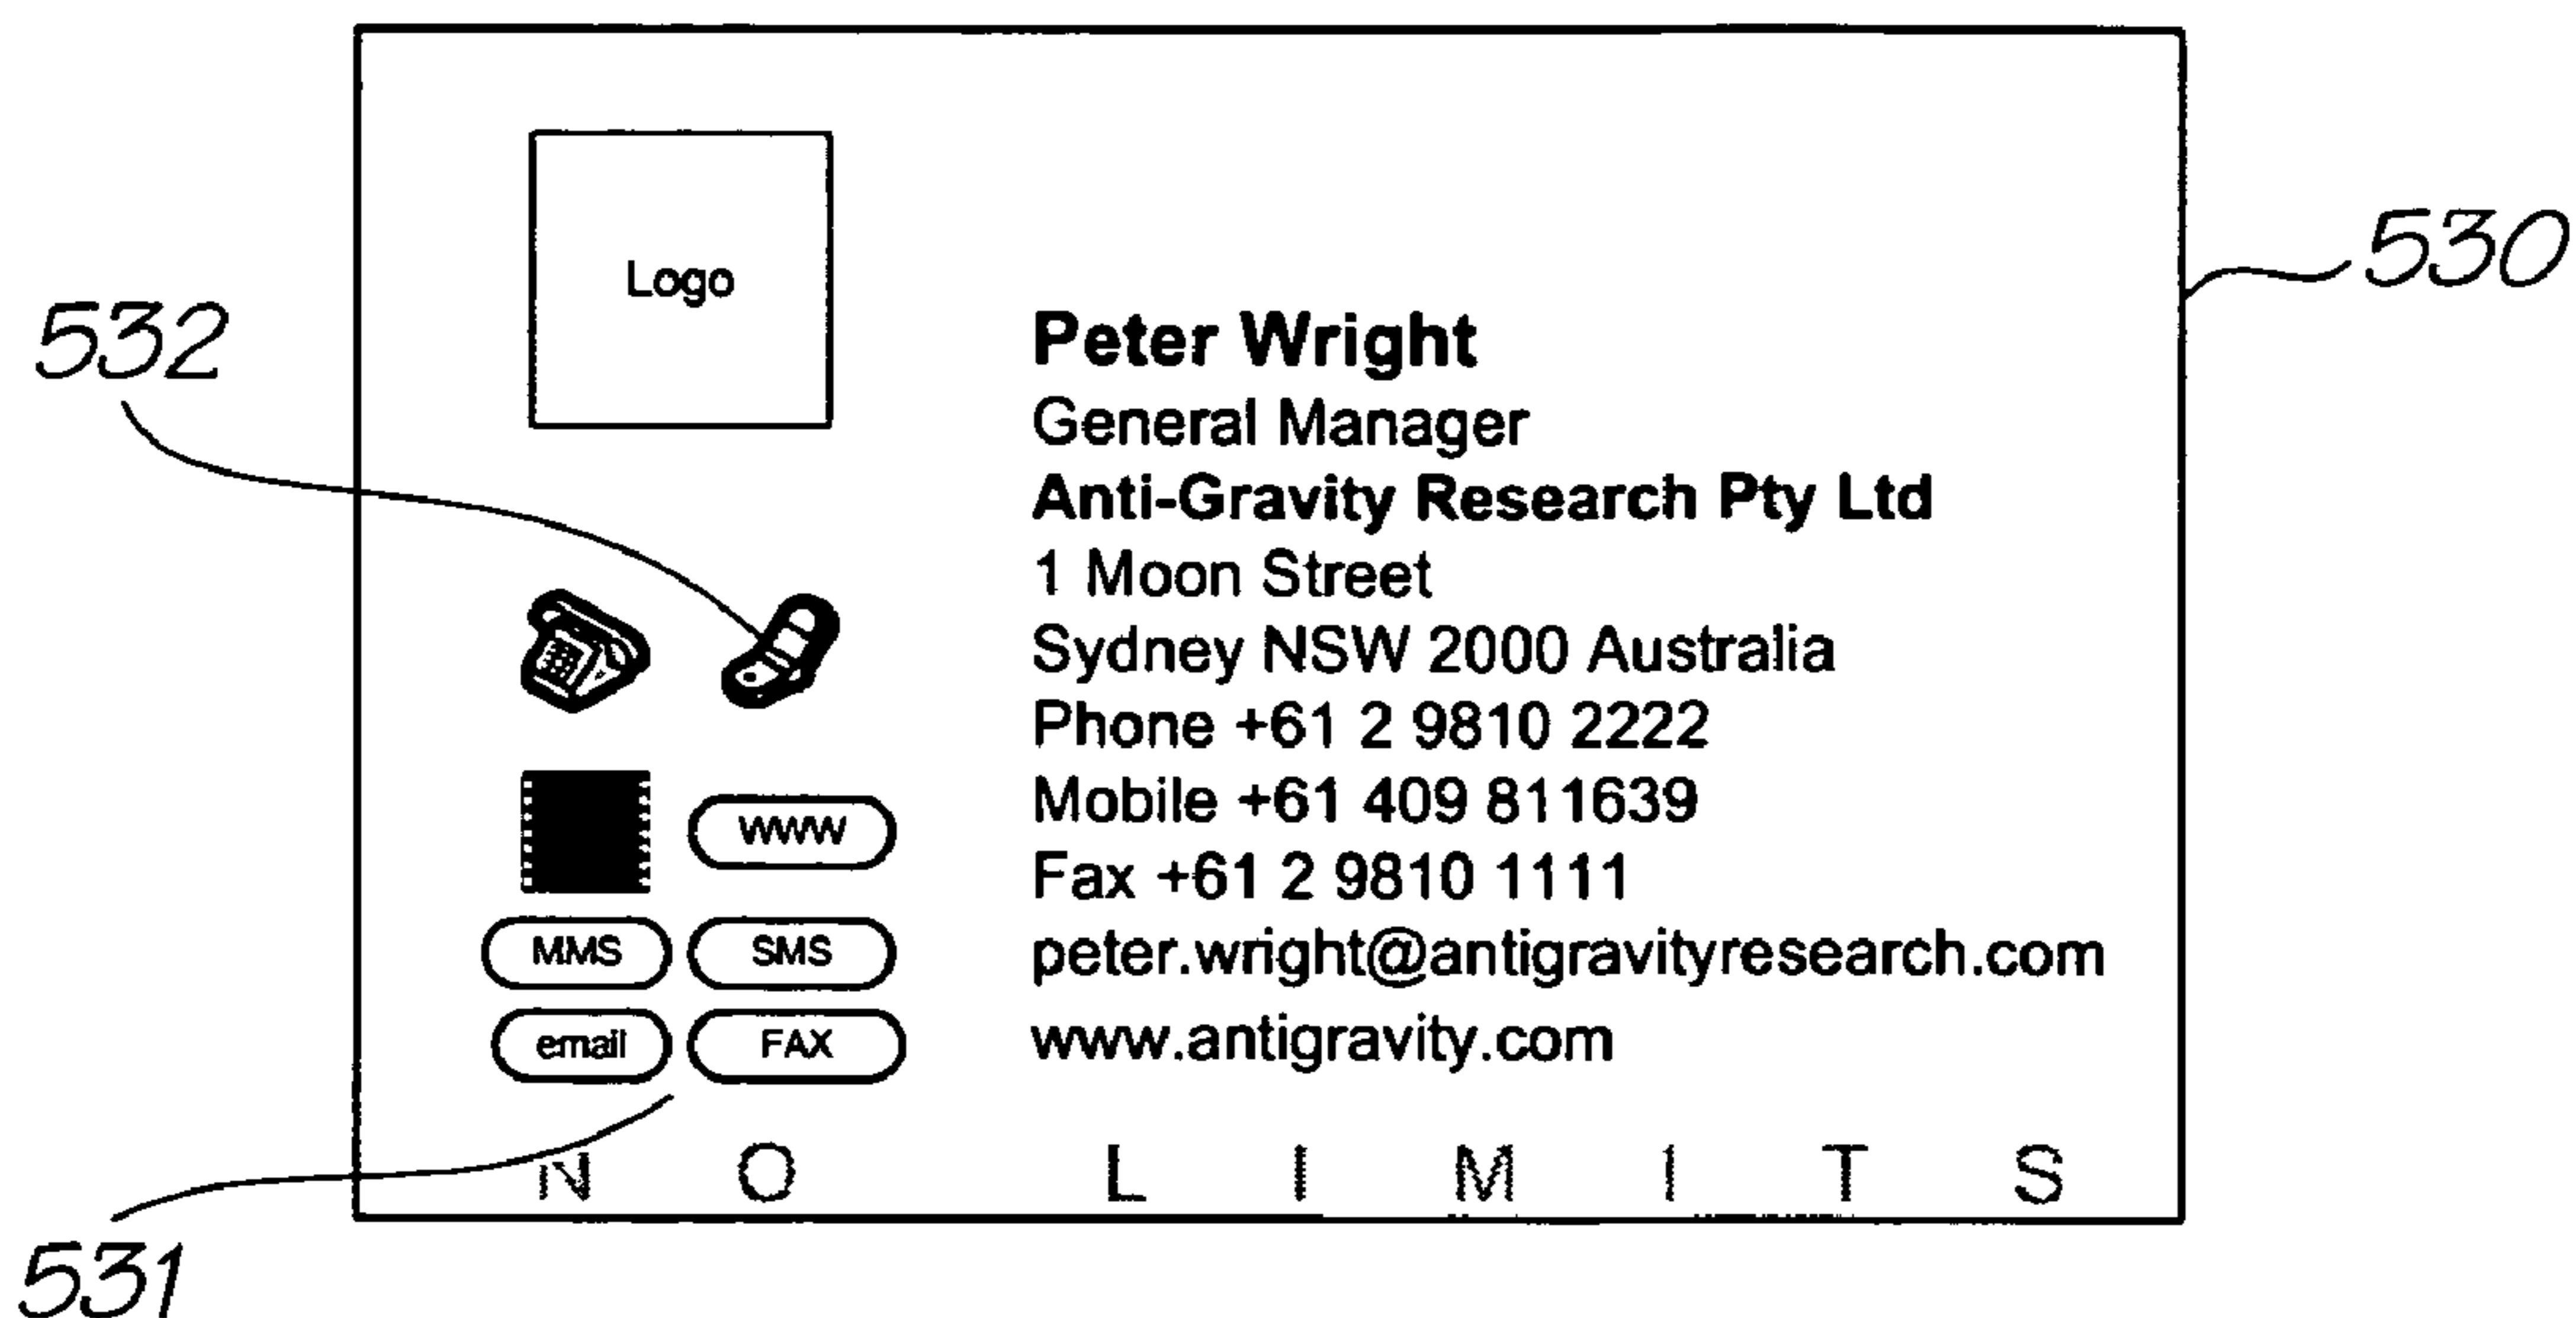 Logo
530
532
Peter Wright
General Manager
Anti-Gravity Research Pty Ltd
1 Moon Street
Sydney NSW 2000 Australia
Phone +61 2 9810 2222
Mobile +61 409 811639
Fax +61 2 9810 1111
peter.wright@antigravityresearch.com
www.antigravity.com
WWW
MMS SMS
email FAX
NO LIMITS
531